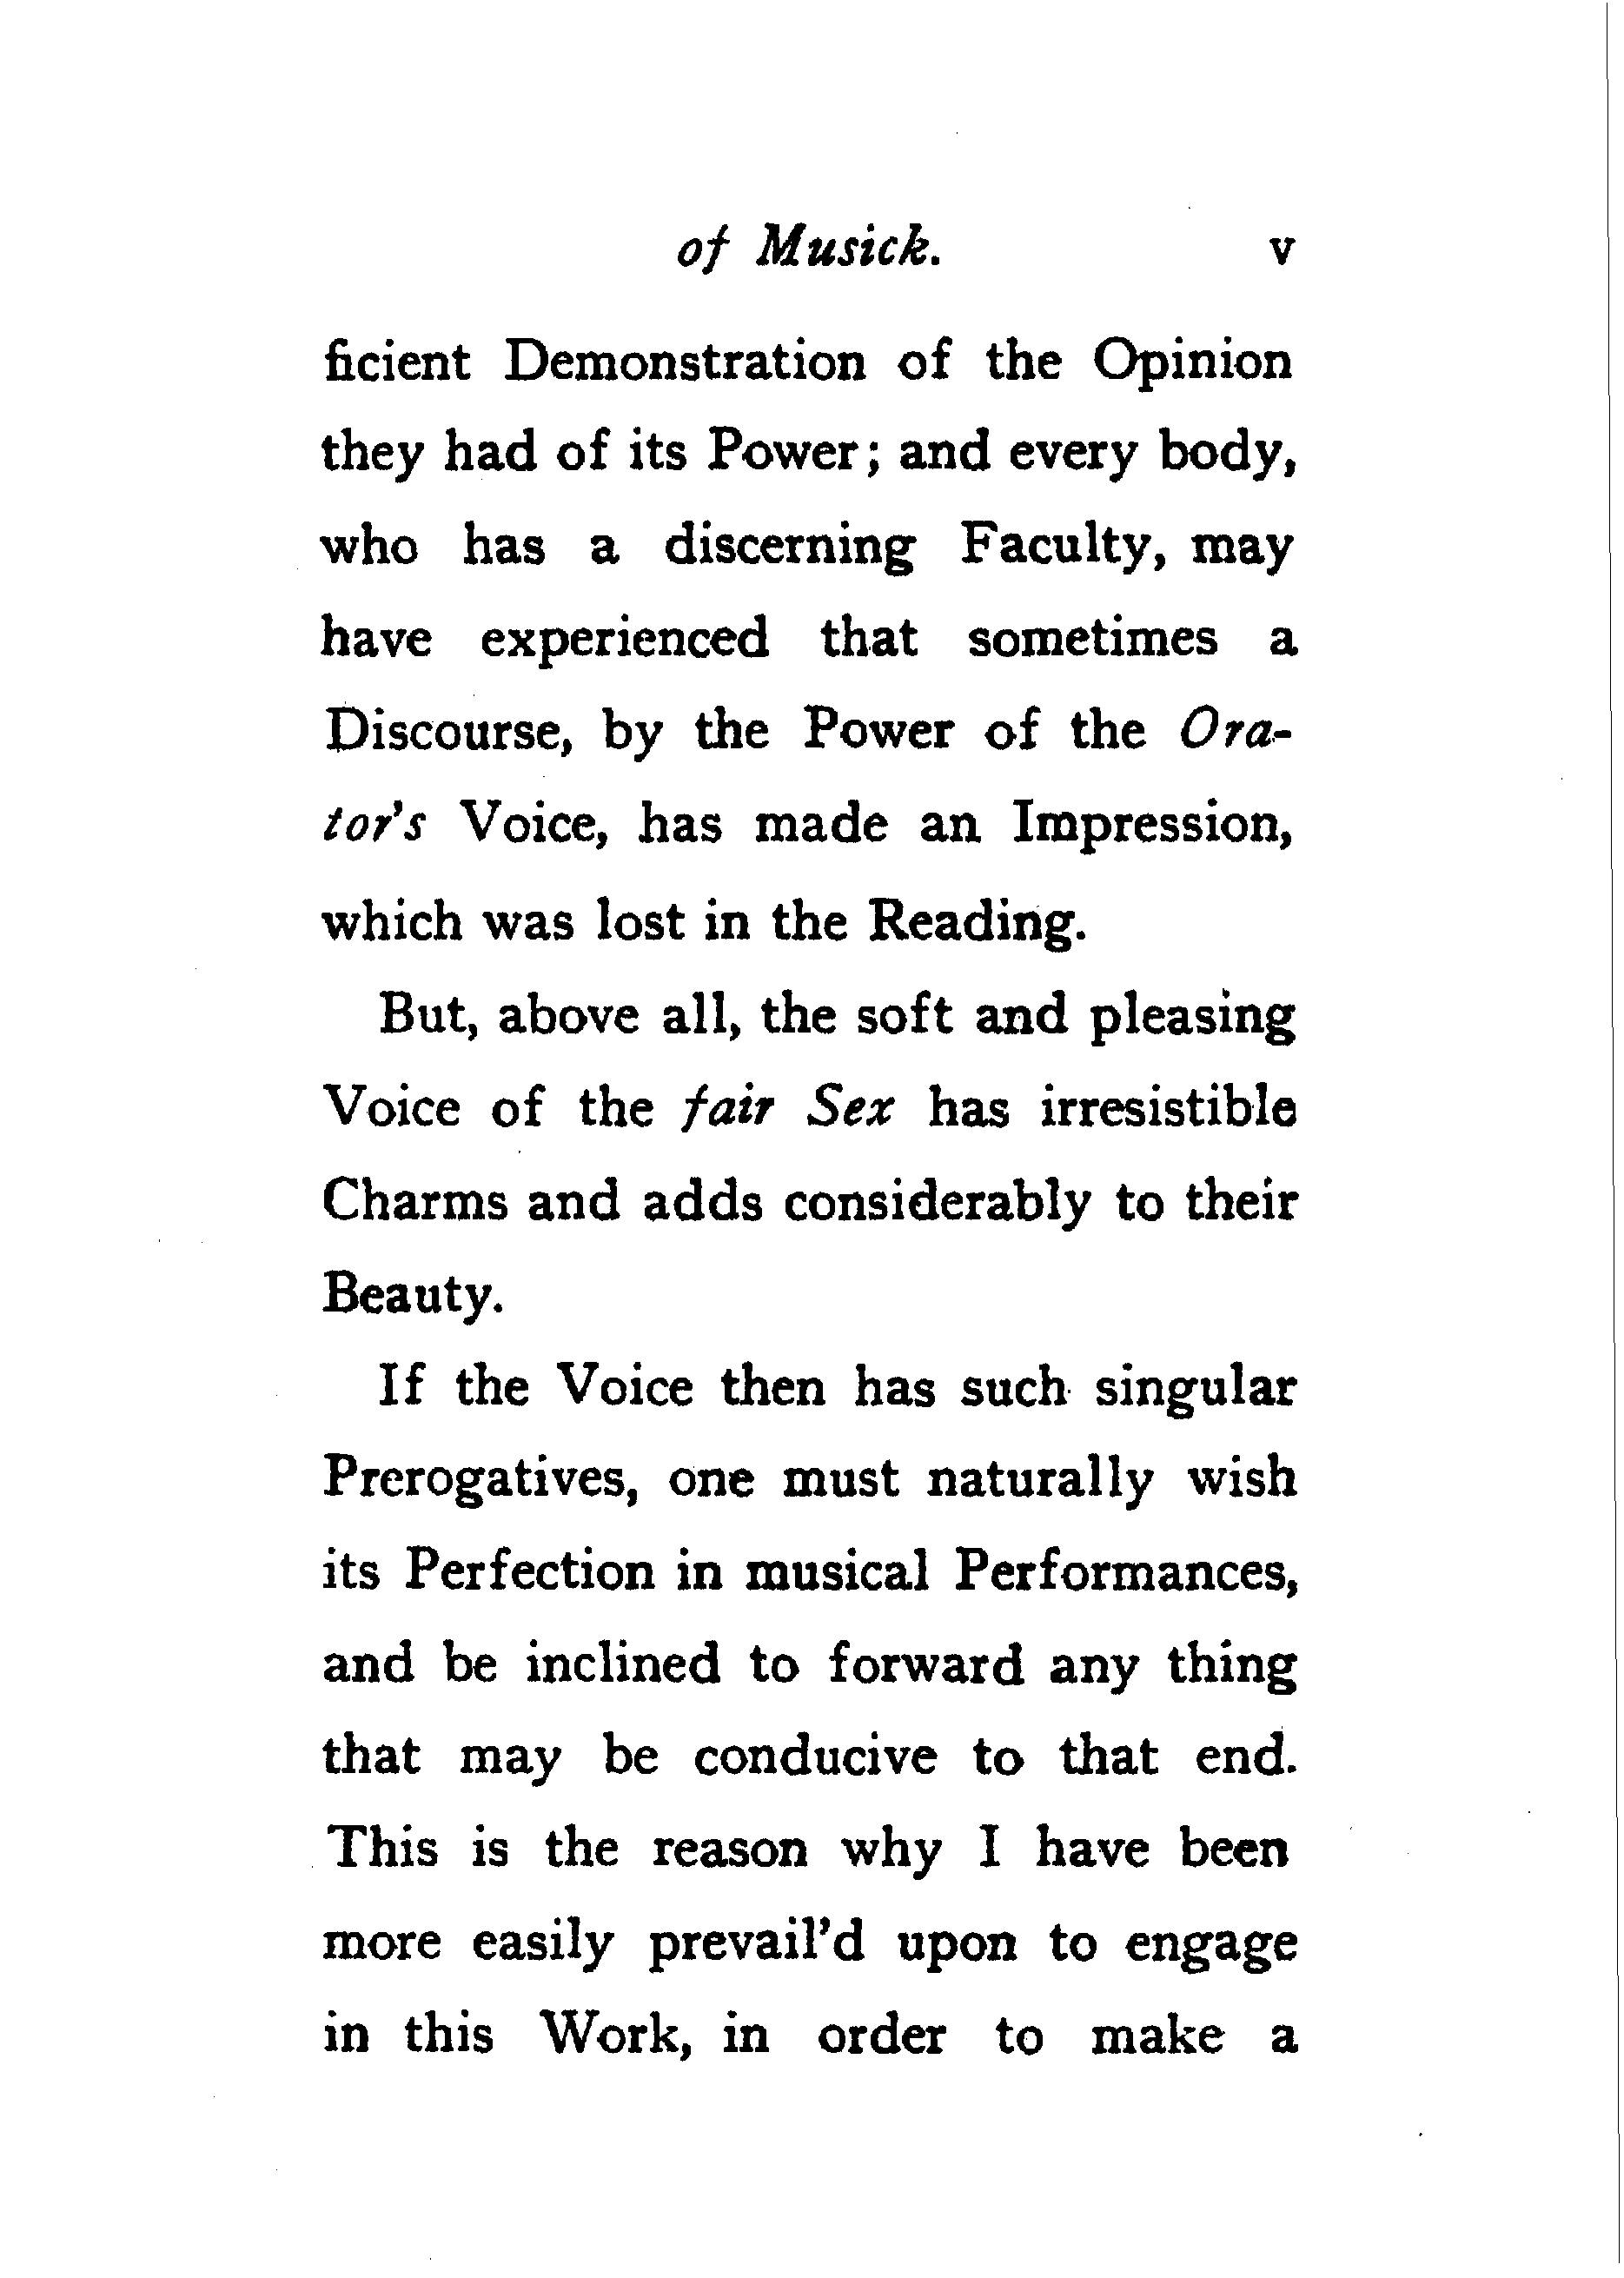 of Musick. v
ficient Demonstration of the Opinion
they had of its Power; and every body,
who has a discerning Faculty, may
have experienced that sometimes a
Discourse, by the Power of the Ora-
tor's Voice, has made an Impression,
which was lost in the Reading.
But, above all, the soft and pleasing
Voice of the fair Sex has irresistible
Charms and adds considerably to their
Beauty.
If the Voice then has such singular
Prerogatives, one must naturally wish
its Perfection in musical Performances,
and be inclined to forward any thing
that may be conducive to that end.
This is the reason why I have been
more easily prevail'd upon to engage
in this Work, in order to make a